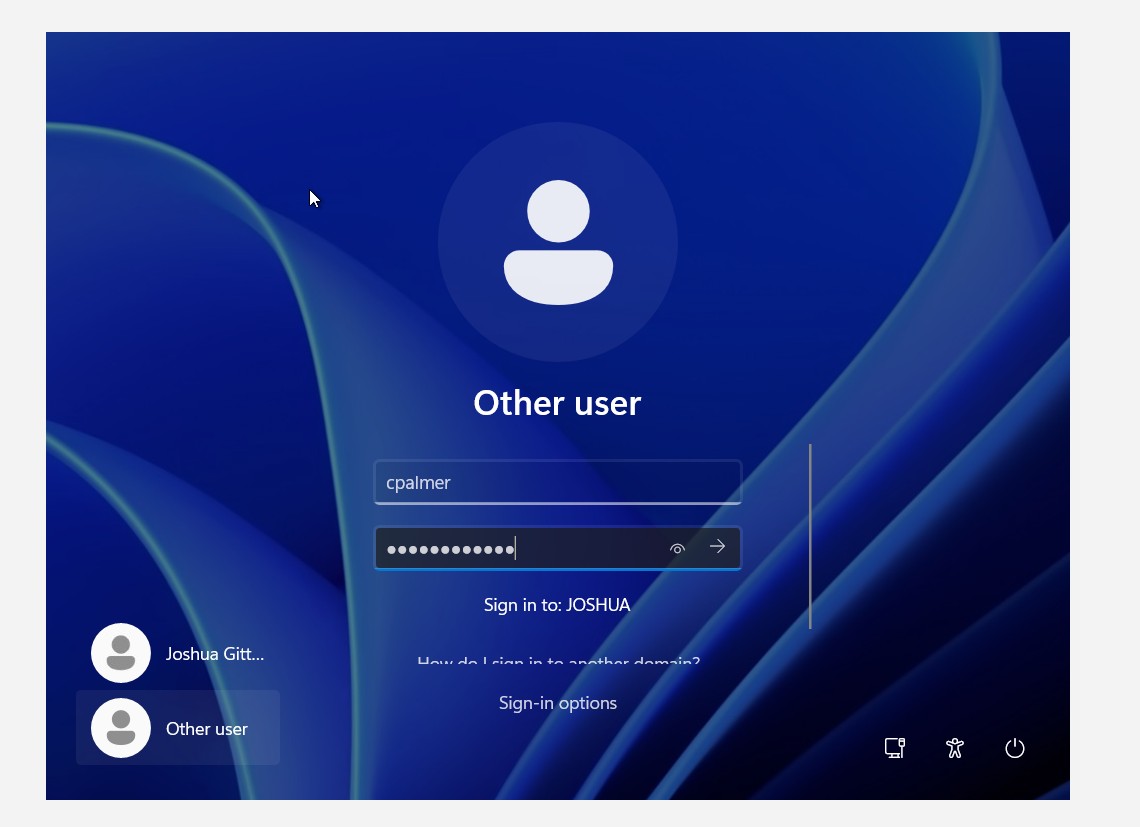 Other user
cpalmer
●●●●●●●●●●●●
Sign in to: JOSHUA
How do I sign in to another domain?
Sign-in options
Joshua Gitt...
Other user